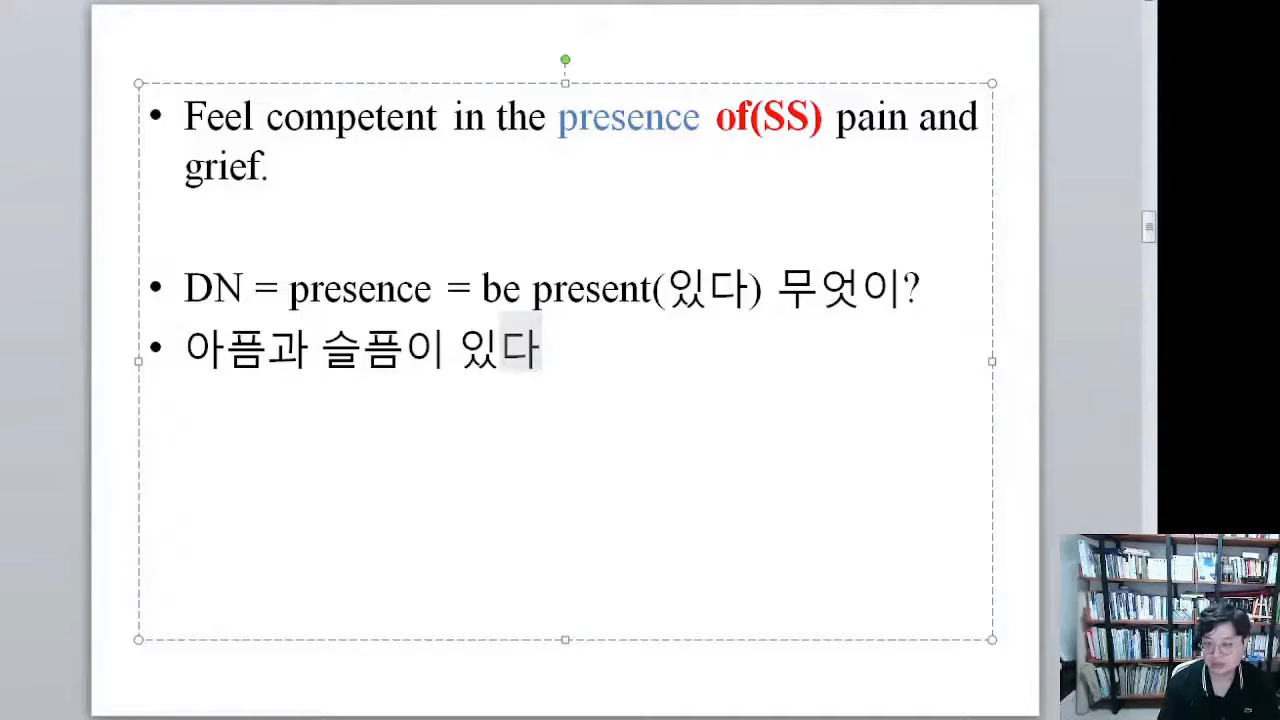 • Feel competent in the presence of(SS) pain and
grief.
• DN = presence = be present(있다) 무엇이?
• 아픔과 슬픔이 있다